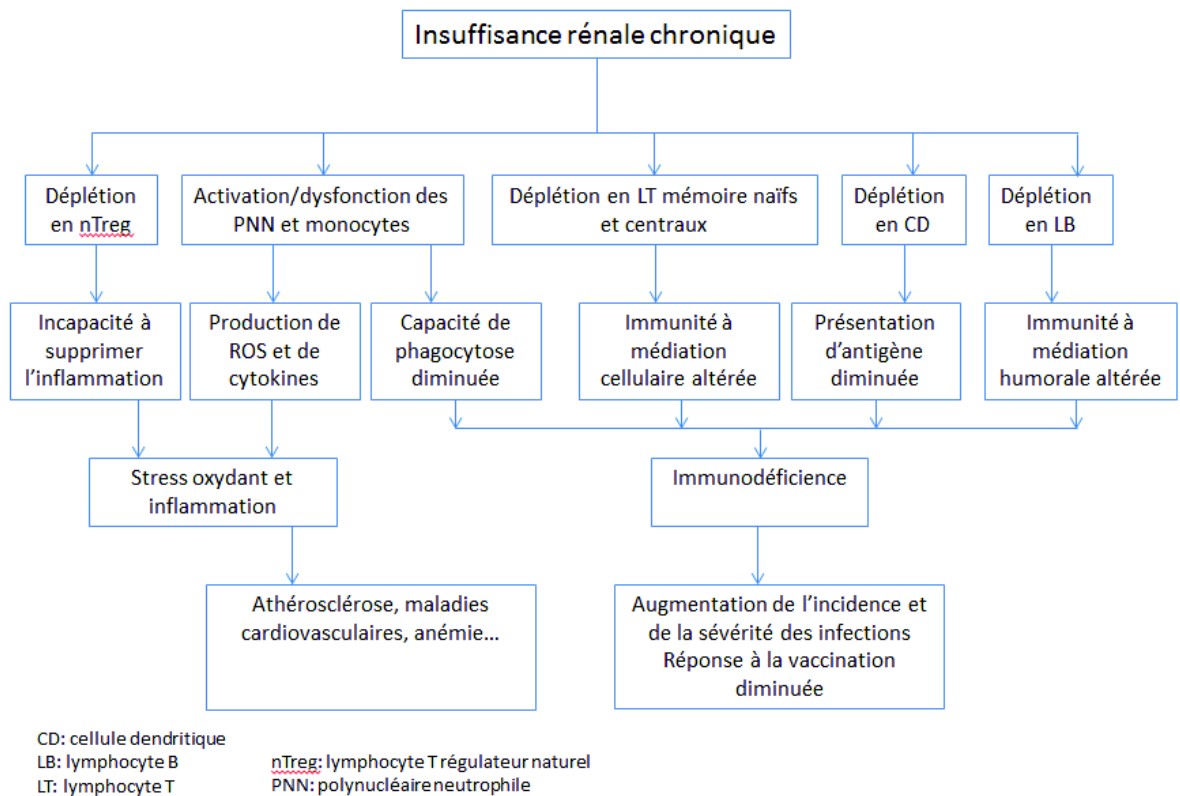 Insuffisance rénale chronique
Déplétion
en nTreg
Activation/dysfonction des
PNN et monocytes
Déplétion en LT mémoire naïfs
et centraux
Déplétion
en CD
Déplétion
en LB
Incapacité à
supprimer
l’inflammation
Production de
ROS et de
cytokines
Capacité de
phagocytose
diminuée
Immunité à
médiation
cellulaire altérée
Présentation
d’antigène
diminuée
Immunité à
médiation
humorale altérée
Stress oxydant et
inflammation
Immunodéficience
Athérosclérose, maladies
cardiovasculaires, anémie...
Augmentation de l’incidence et
de la sévérité des infections
Réponse à la vaccination
diminuée
CD: cellule dendritique
LB: lymphocyte B
LT: lymphocyte T
nTreg: lymphocyte T régulateur naturel
PNN: polynucléaire neutrophile